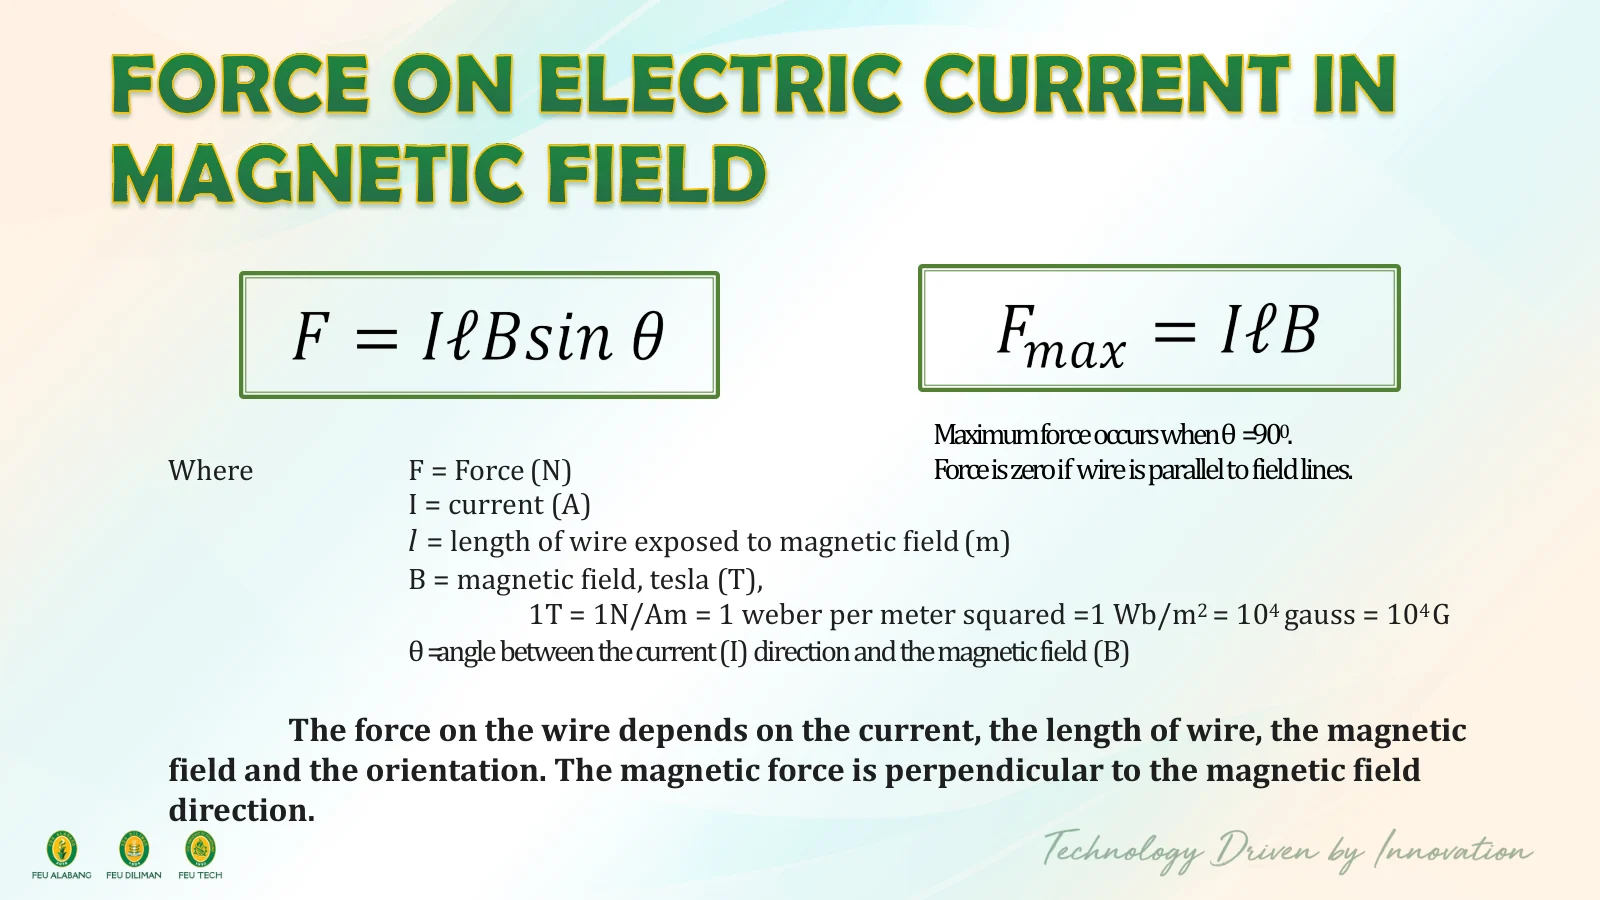 FORCE ON ELECTRIC CURRENT IN
MAGNETIC FIELD
F = IℓBsin θ
Fₘₐₓ = IℓB
Maximum force occurs when θ =90⁰.
Force is zero if wire is parallel to field lines.
Where F = Force (N)
I = current (A)
l = length of wire exposed to magnetic field (m)
B = magnetic field, tesla (T),
1T = 1N/Am = 1 weber per meter squared =1 Wb/m² = 10⁴ gauss = 10⁴G
θ =angle between the current (I) direction and the magnetic field (B)
The force on the wire depends on the current, the length of wire, the magnetic
field and the orientation. The magnetic force is perpendicular to the magnetic field
direction.
FEU ALABANG FEU DILIMAN FEU TECH
Technology Driven by Innovation